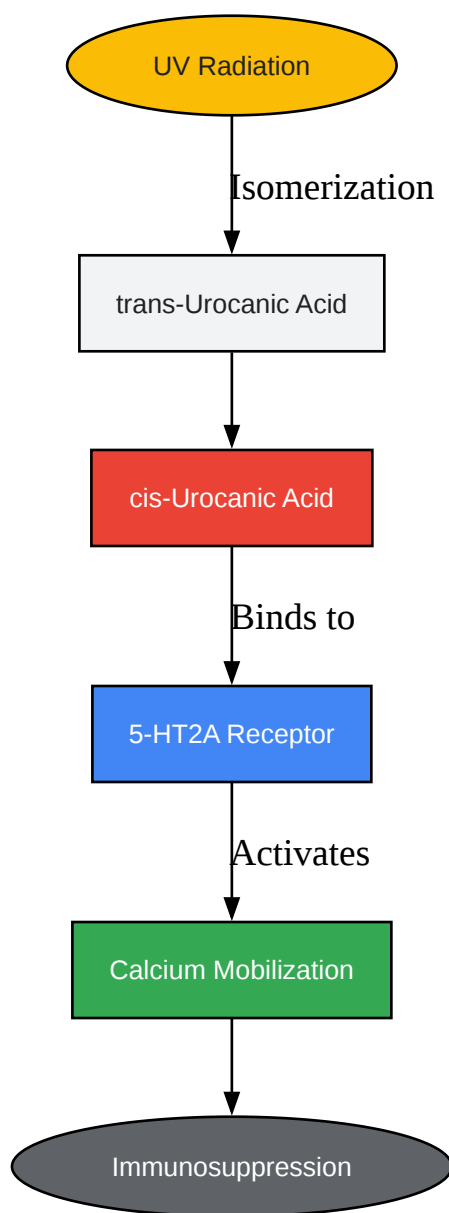 UV Radiation
Isomerization
trans-Urocanic Acid
cis-Urocanic Acid
Binds to
5-HT2A Receptor
Activates
Calcium Mobilization
Immunosuppression